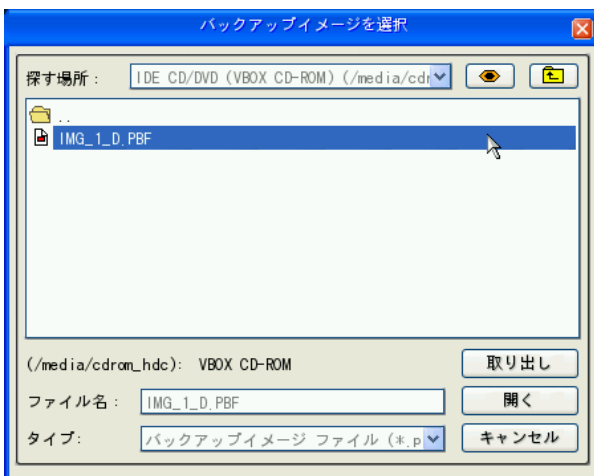 バックアップイメージを選択
探す場所: IDE CD/DVD (VBOX CD-ROM) (/media/cdr
..
IMG_1_D.PBF
(/media/cdrom_hdc): VBOX CD-ROM
取り出し
ファイル名: IMG_1_D.PBF
開く
タイプ: バックアップイメージ ファイル (*.p
キャンセル